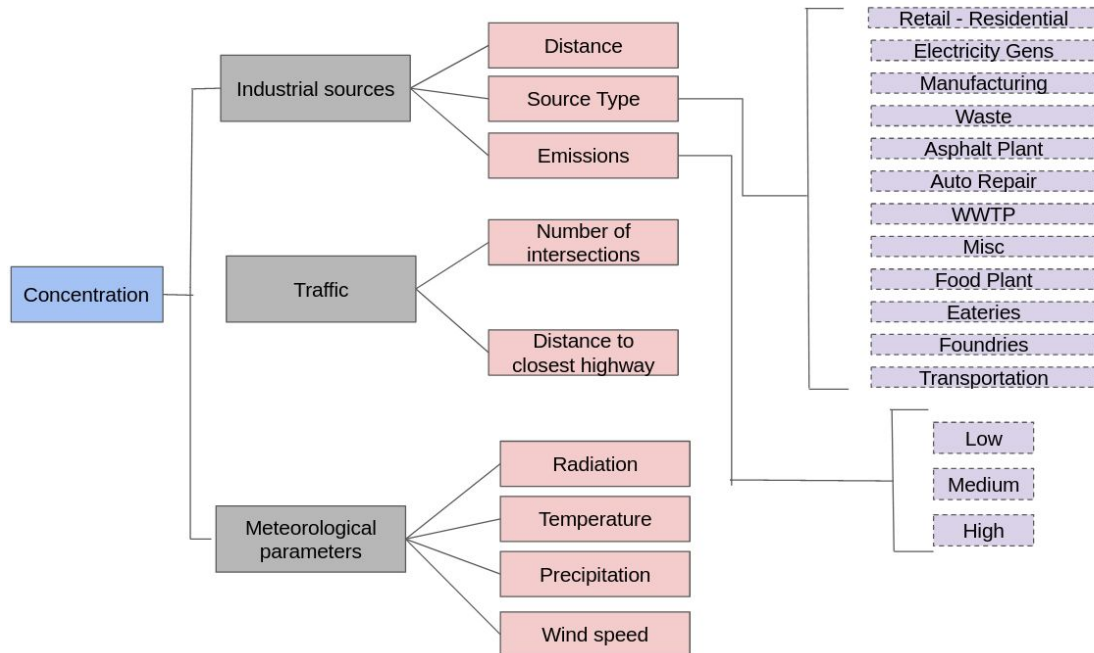 Concentration
Industrial sources
Traffic
Meteorological
parameters
Distance
Source Type
Emissions
Number of
intersections
Distance to
closest highway
Radiation
Temperature
Precipitation
Wind speed
Retail - Residential
Electricity Gens
Manufacturing
Waste
Asphalt Plant
Auto Repair
WWTP
Misc
Food Plant
Eateries
Foundries
Transportation
Low
Medium
High